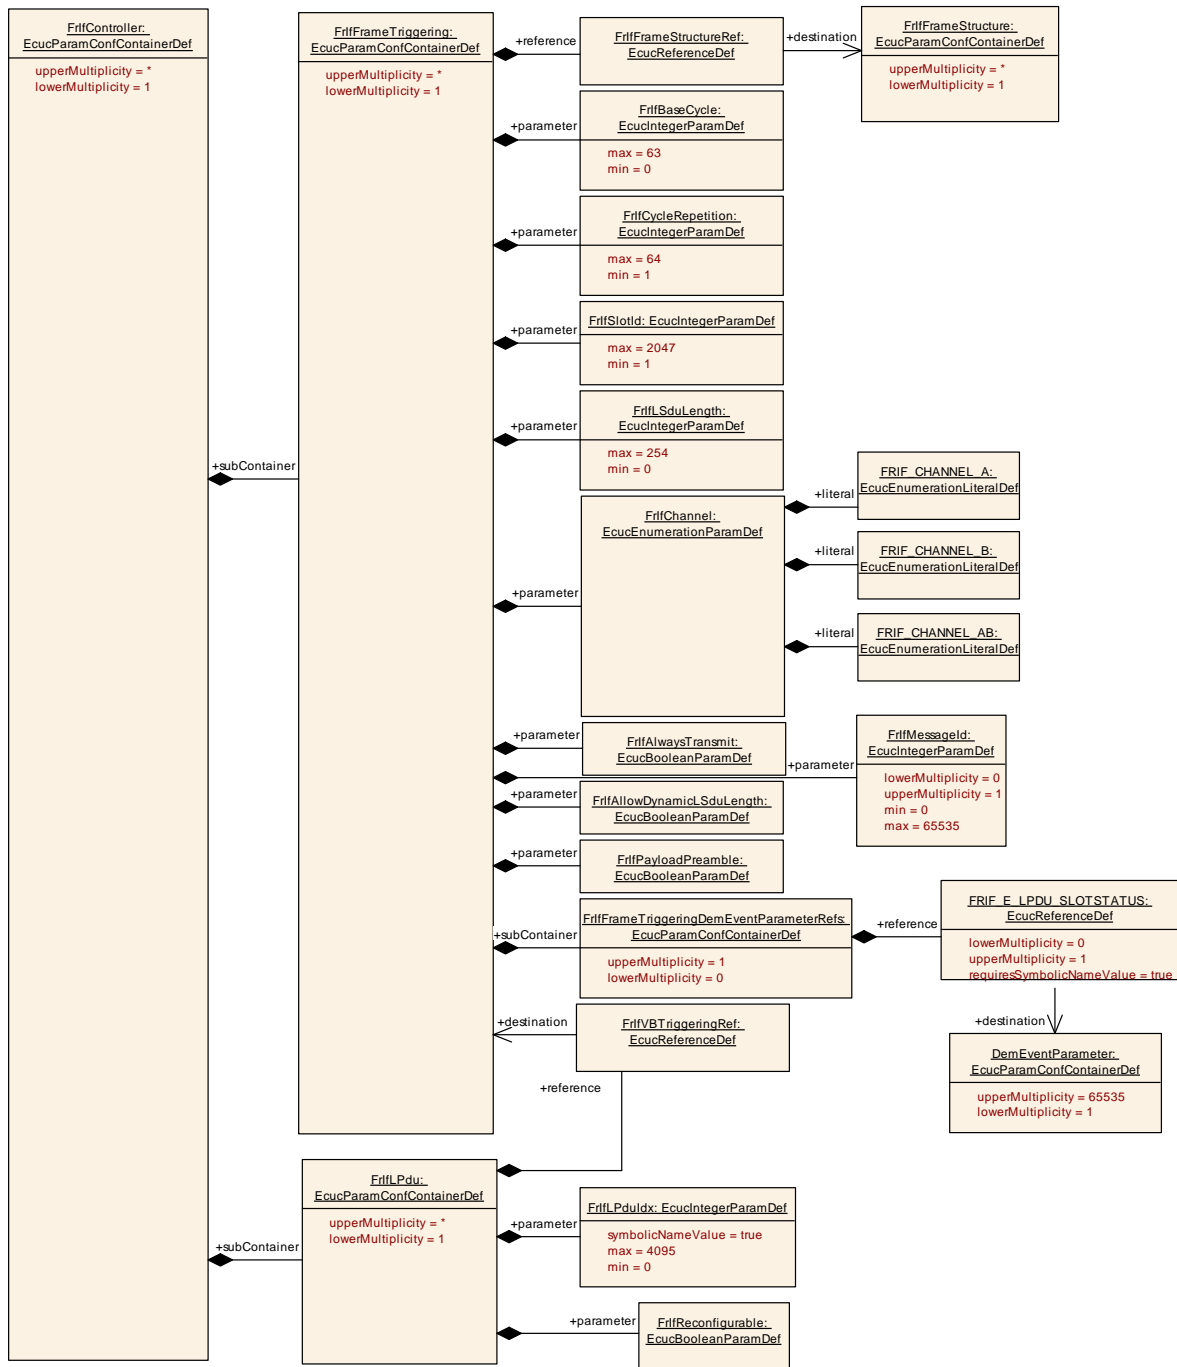 FrIfController:
EcucParamConfContainerDef
upperMultiplicity = *
lowerMultiplicity = 1
+subContainer
+subContainer
FrIfFrameTriggering:
EcucParamConfContainerDef
upperMultiplicity = *
lowerMultiplicity = 1
+reference
FrIfFrameStructureRef:
EcucReferenceDef
+destination
FrIfFrameStructure:
EcucParamConfContainerDef
upperMultiplicity = *
lowerMultiplicity = 1
+parameter
FrIfBaseCycle:
EcucIntegerParamDef
max = 63
min = 0
+parameter
FrIfCycleRepetition:
EcucIntegerParamDef
max = 64
min = 1
+parameter
FrIfSlotId: EcucIntegerParamDef
max = 2047
min = 1
+parameter
FrIfLSduLength:
EcucIntegerParamDef
max = 254
min = 0
+parameter
FrIfChannel:
EcucEnumerationParamDef
+literal
FRIF_CHANNEL_A:
EcucEnumerationLiteralDef
+literal
FRIF_CHANNEL_B:
EcucEnumerationLiteralDef
+literal
FRIF_CHANNEL_AB:
EcucEnumerationLiteralDef
+parameter
FrIfAlwaysTransmit:
EcucBooleanParamDef
+parameter
FrIfMessageId:
EcucIntegerParamDef
lowerMultiplicity = 0
upperMultiplicity = 1
min = 0
max = 65535
+parameter
FrIfAllowDynamicLSduLength:
EcucBooleanParamDef
+parameter
FrIfPayloadPreamble:
EcucBooleanParamDef
+subContainer
FrIfFrameTriggeringDemEventParameterRefs:
EcucParamConfContainerDef
upperMultiplicity = 1
lowerMultiplicity = 0
+reference
FRIF_E_LPDU_SLOTSTATUS:
EcucReferenceDef
lowerMultiplicity = 0
upperMultiplicity = 1
requiresSymbolicNameValue = true
+destination
DemEventParameter:
EcucParamConfContainerDef
upperMultiplicity = 65535
lowerMultiplicity = 1
+destination
FrIfVBTriggeringRef:
EcucReferenceDef
+reference
FrIfLPdu:
EcucParamConfContainerDef
upperMultiplicity = *
lowerMultiplicity = 1
+parameter
FrIfLPduIdx: EcucIntegerParamDef
symbolicNameValue = true
max = 4095
min = 0
+parameter
FrIfReconfigurable:
EcucBooleanParamDef